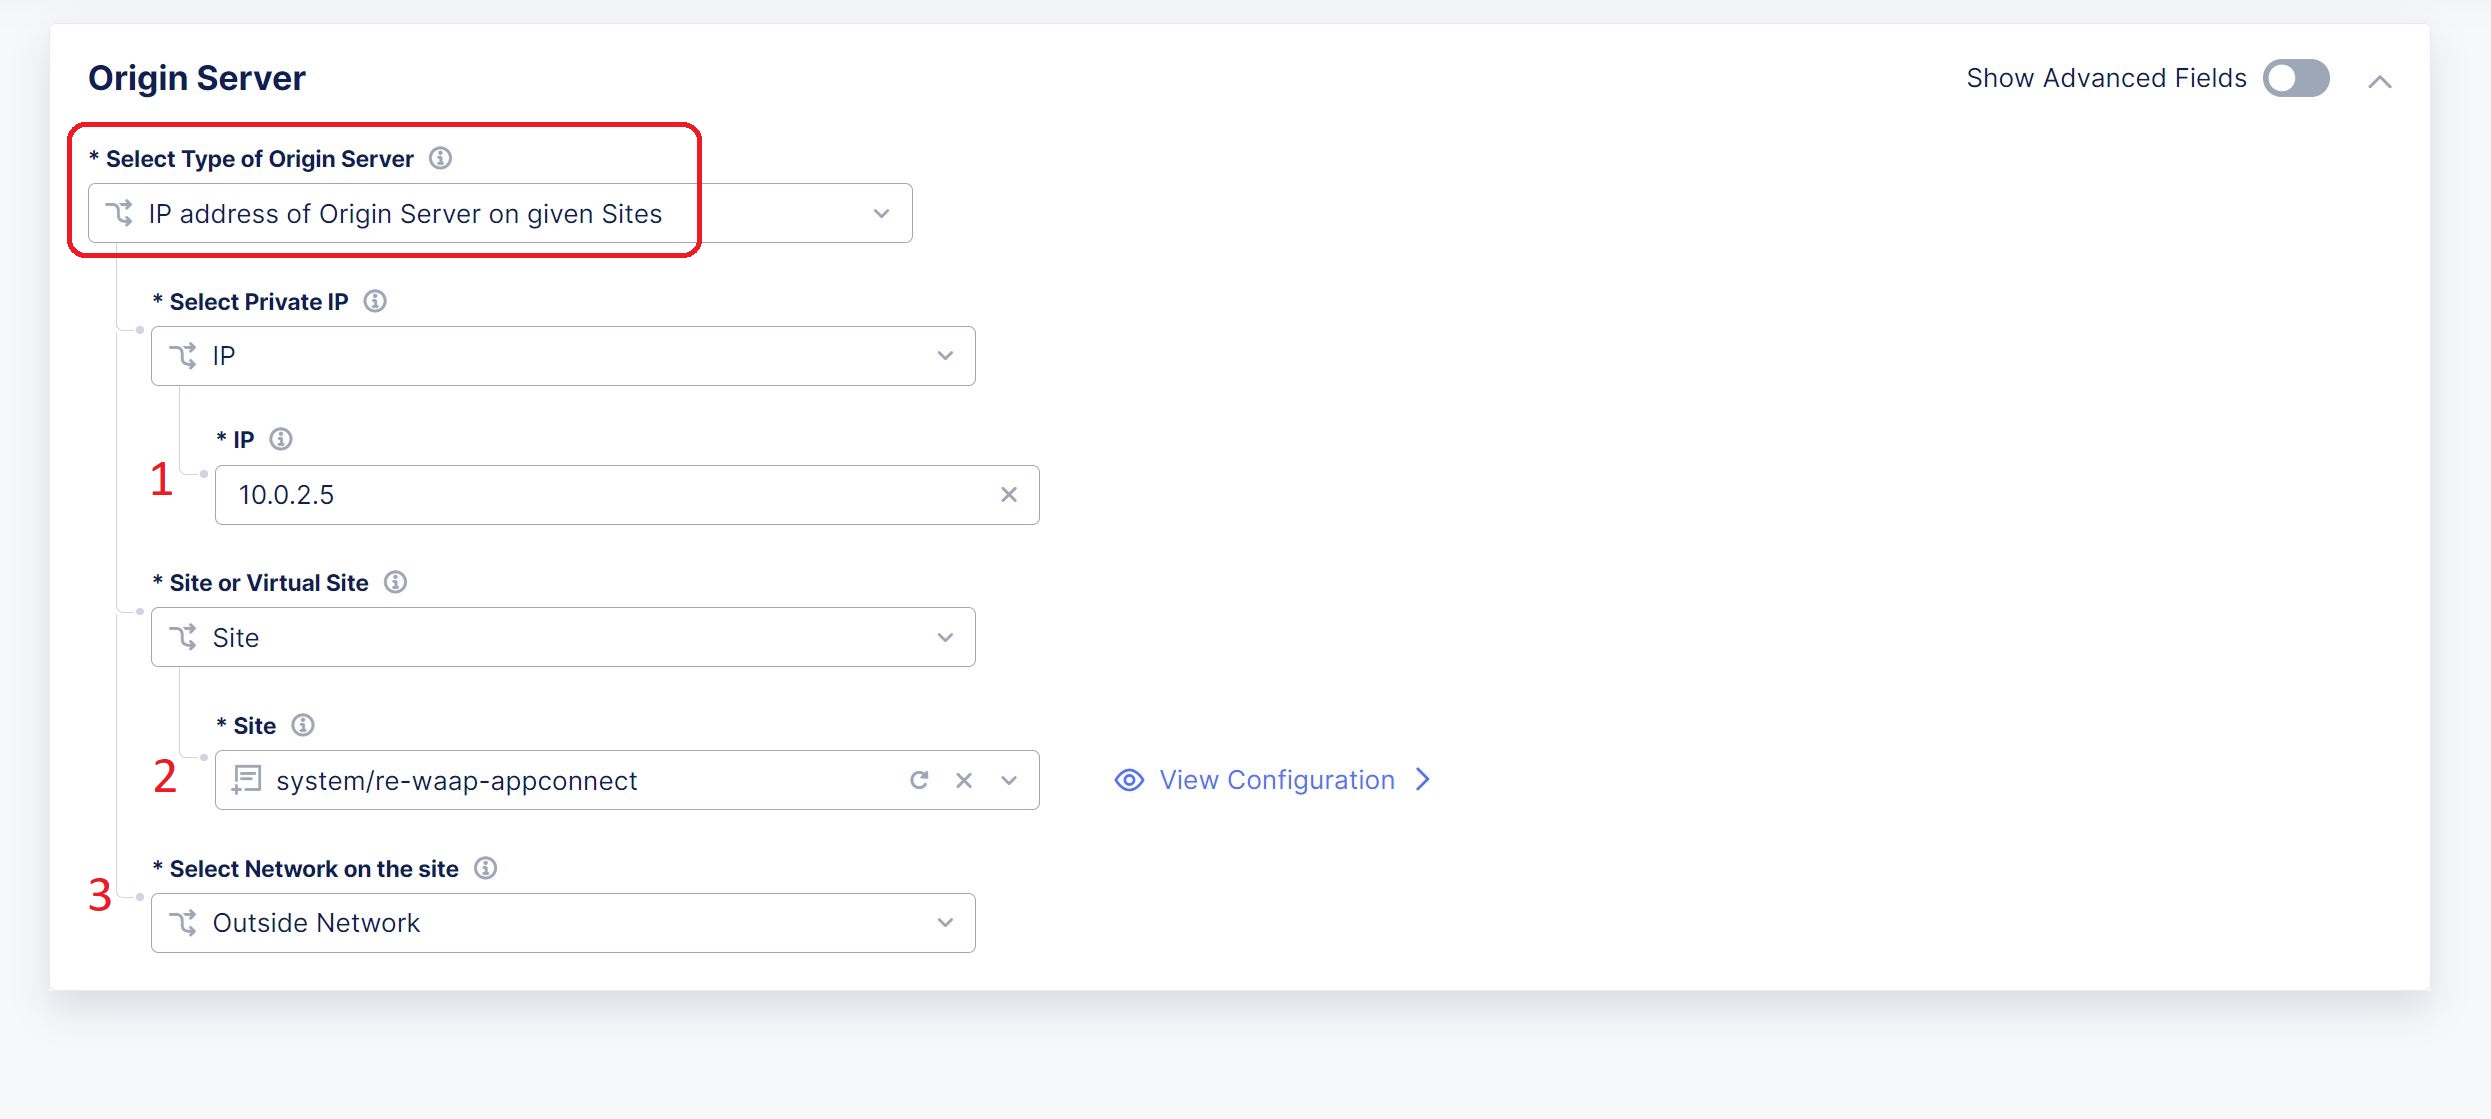 Origin Server
Show Advanced Fields
* Select Type of Origin Server
IP address of Origin Server on given Sites
* Select Private IP
IP
* IP
1
10.0.2.5
* Site or Virtual Site
Site
* Site
2
system/re-waap-appconnect
View Configuration
* Select Network on the site
3
Outside Network